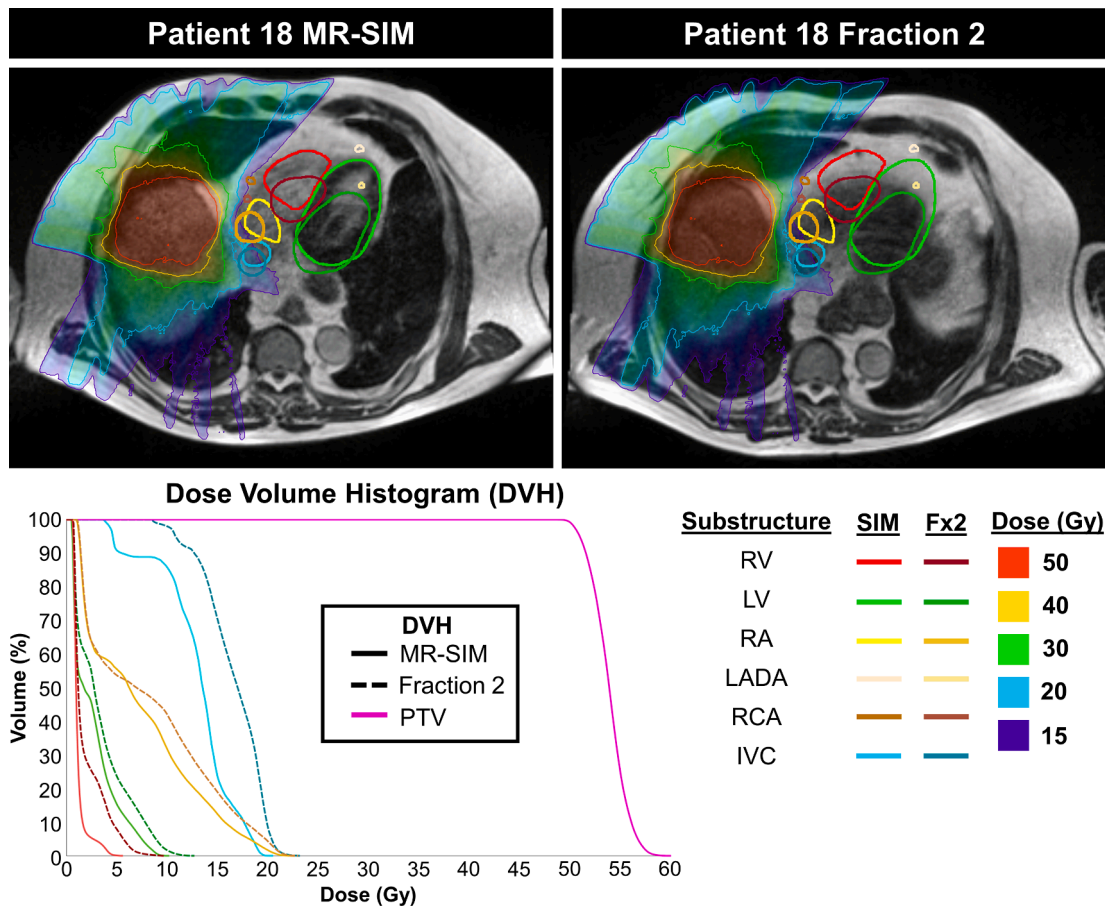 Patient 18 MR-SIM
Patient 18 Fraction 2
Dose Volume Histogram (DVH)
Volume (%)
100
90
80
70
60
50
40
30
20
10
0
0 5 10 15 20 25 30 35 40 45 50 55 60
Dose (Gy)
DVH
MR-SIM
Fraction 2
PTV
Substructure SIM Fx2 Dose (Gy)
RV
LV
RA
LADA
RCA
IVC
50
40
30
20
15